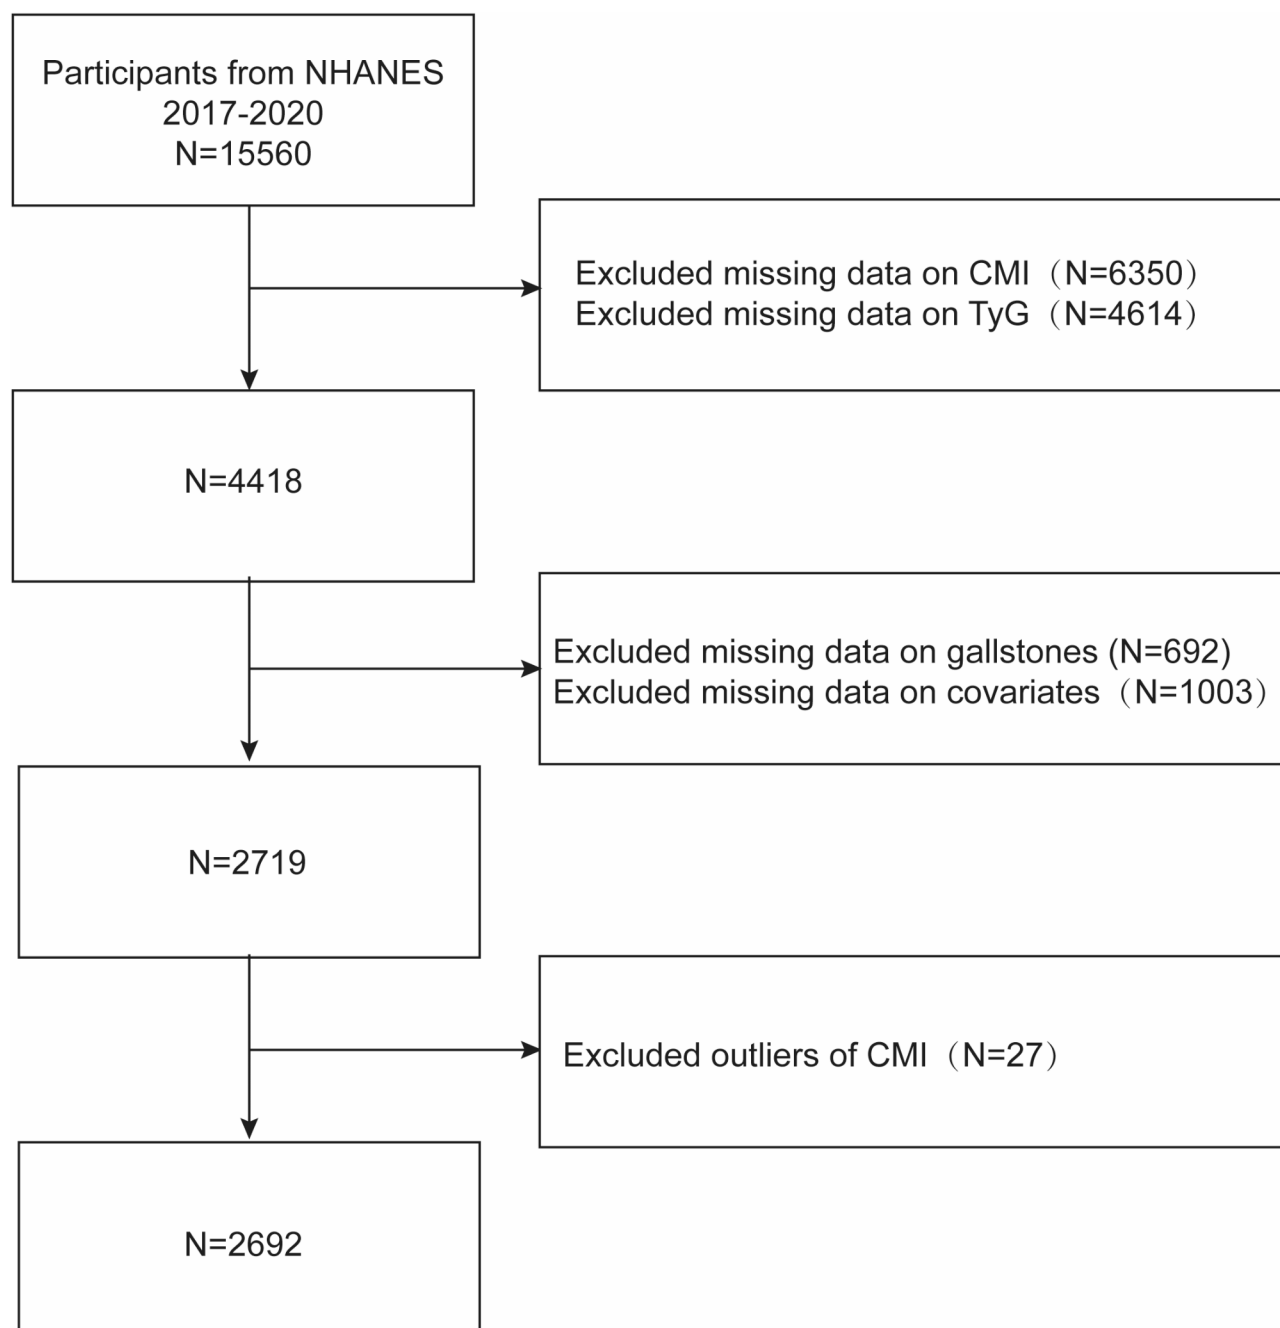 Participants from NHANES
2017-2020
N=15560
Excluded missing data on CMI（N=6350）
Excluded missing data on TyG（N=4614）
N=4418
Excluded missing data on gallstones (N=692)
Excluded missing data on covariates（N=1003）
N=2719
Excluded outliers of CMI（N=27）
N=2692